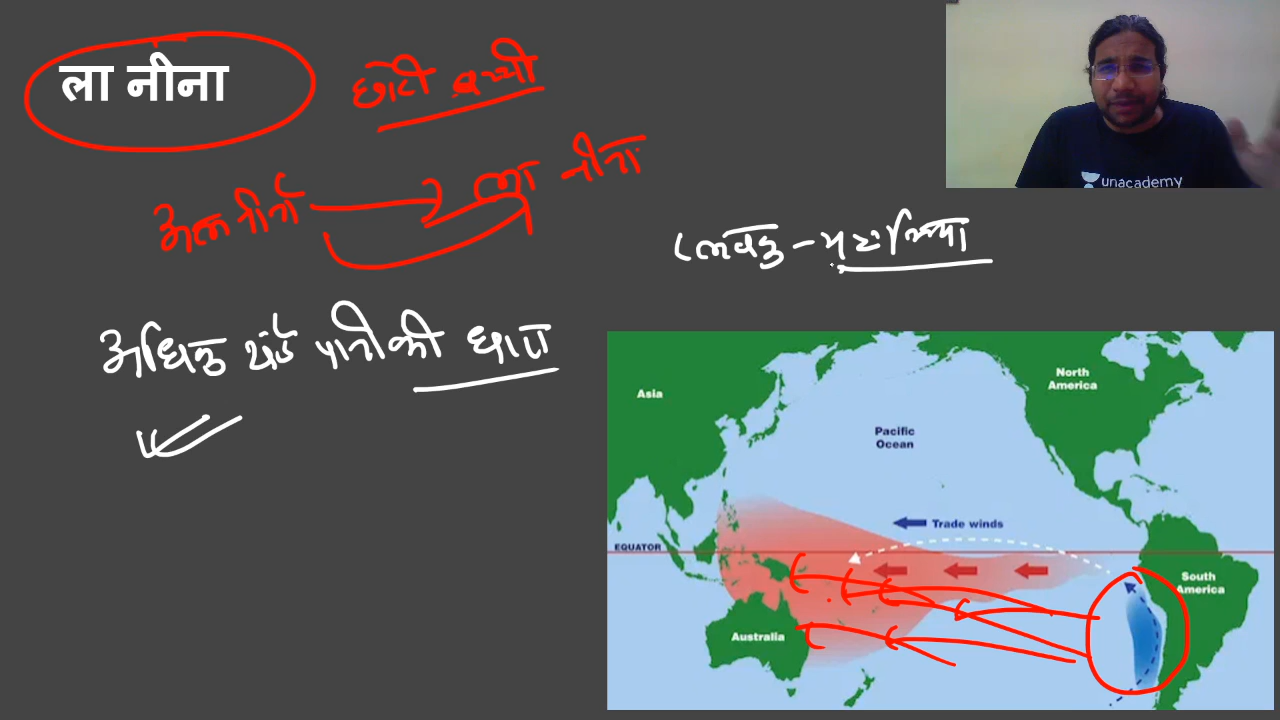 ला नीना
छोटी बच्ची
अल नीनो
ला नीना
अधिक ठंडे पानी की धारा
unacademy
Asia
North
America
Pacific
Ocean
Trade winds
EQUATOR
South
America
Australia